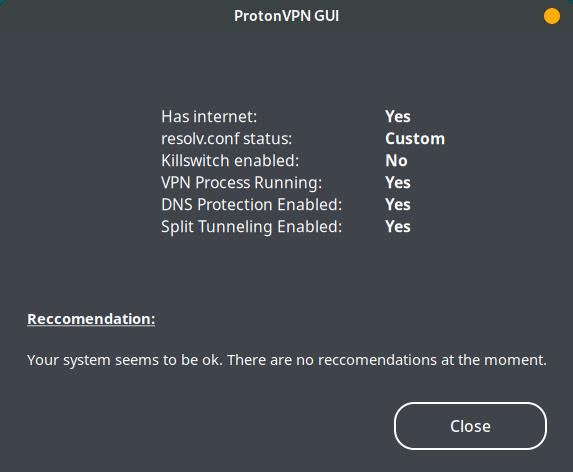 ProtonVPN GUI
Has internet: Yes
resolv.conf status: Custom
Killswitch enabled: No
VPN Process Running: Yes
DNS Protection Enabled: Yes
Split Tunneling Enabled: Yes
Reccomendation:
Your system seems to be ok. There are no reccomendations at the moment.
Close